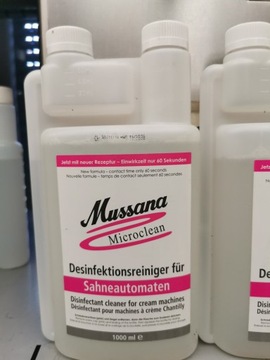 Jetzt mit neuer Rezeptur - Einwirkzeit nur 60 Sekunden
New formula - contact time only 60 seconds
Nouvelle formule - temps de contact seulement 60 secondes
Mussana
Microclean
Desinfektionsreiniger für
Sahneautomaten
Disinfectant cleaner for cream machines
Désinfectant pour machines à crème Chantilly
1000 ml e